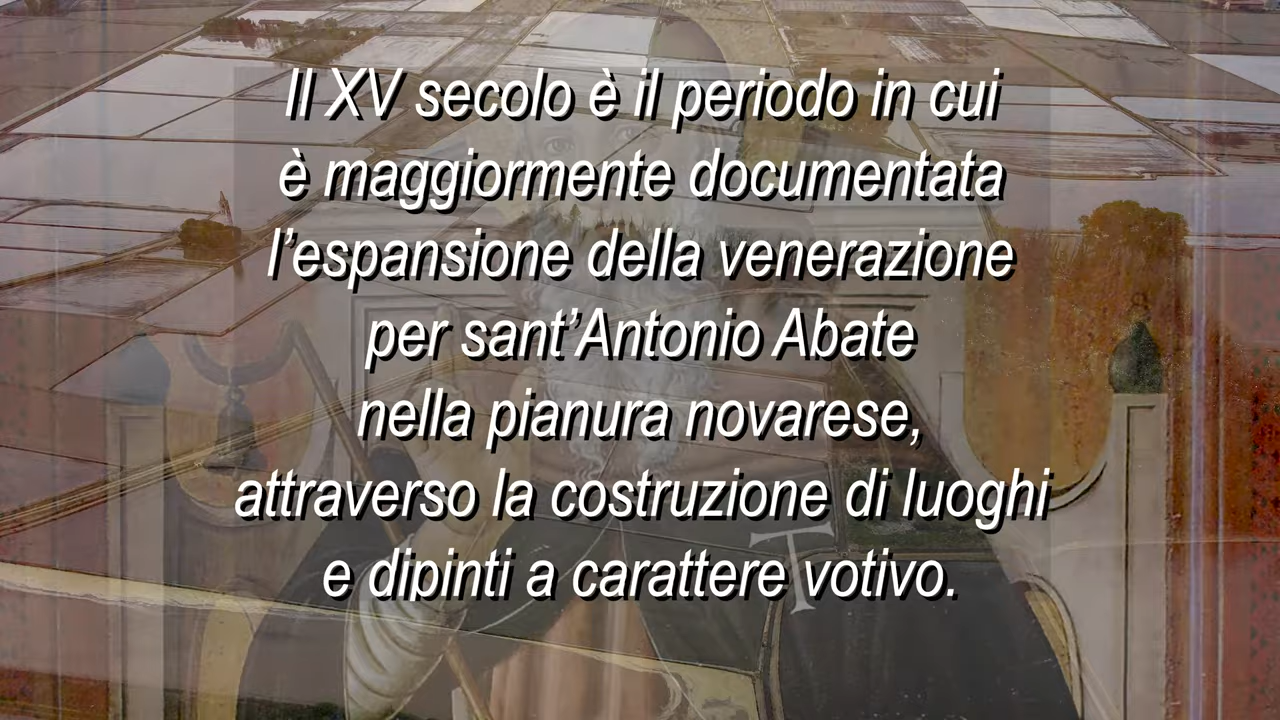 Il XV secolo è il periodo in cui
è maggiormente documentata
l’espansione della venerazione
per sant’Antonio Abate
nella pianura novarese,
attraverso la costruzione di luoghi
e dipinti a carattere votivo.
T